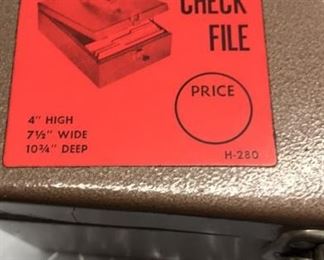 CHECK
FILE
PRICE
4" HIGH
7½" WIDE
10¾" DEEP
H-280